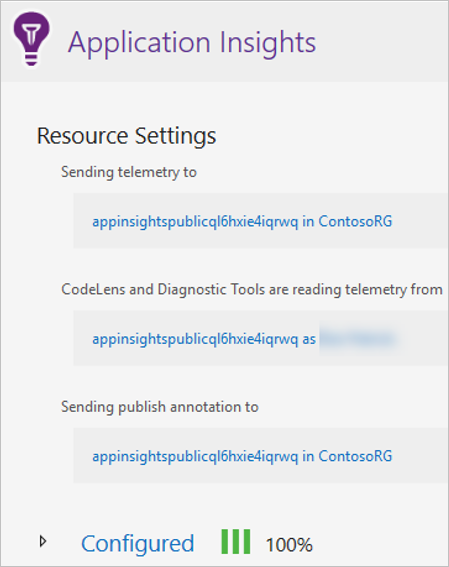 Application Insights
Resource Settings
Sending telemetry to
appinsightspublicql6hxie4iqrwq in ContosoRG
CodeLens and Diagnostic Tools are reading telemetry from
appinsightspublicql6hxie4iqrwq as
Sending publish annotation to
appinsightspublicql6hxie4iqrwq in ContosoRG
Configured 100%